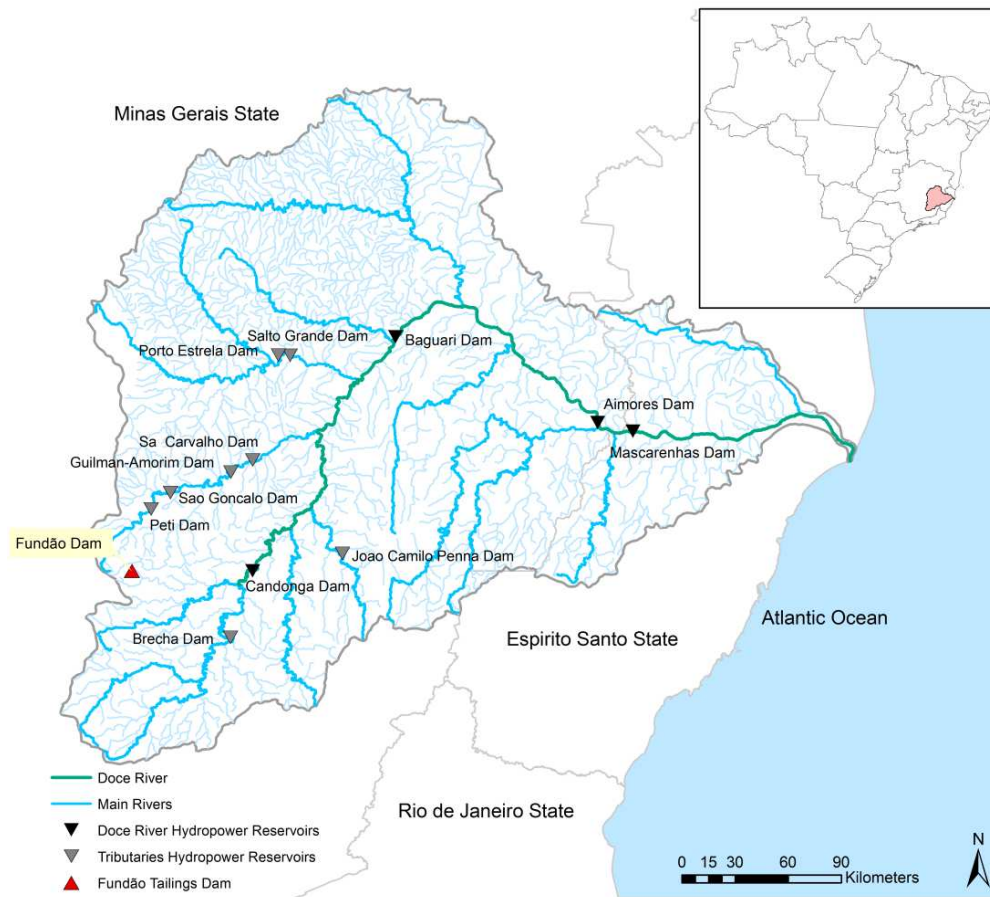 Minas Gerais State
Salto Grande Dam
Porto Estrela Dam
Baguari Dam
Aimores Dam
Mascarenhas Dam
Sa Carvalho Dam
Guilman-Amorim Dam
Sao Goncalo Dam
Peti Dam
Fundão Dam
Joao Camilo Penna Dam
Candonga Dam
Brecha Dam
Espirito Santo State
Atlantic Ocean
Rio de Janeiro State
Doce River
Main Rivers
Doce River Hydropower Reservoirs
Tributaries Hydropower Reservoirs
Fundão Tailings Dam
N
0 15 30 60 90
Kilometers